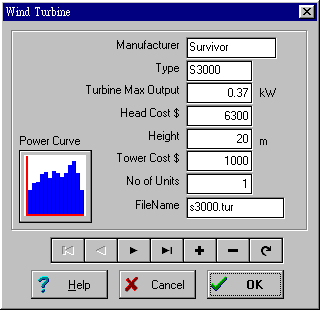 Wind Turbine
Manufacturer Survivor
Type S3000
Turbine Max Output 0.37 kW
Head Cost $ 6300
Height 20 m
Tower Cost $ 1000
No of Units 1
FileName s3000.tur
Power Curve
? Help Cancel OK